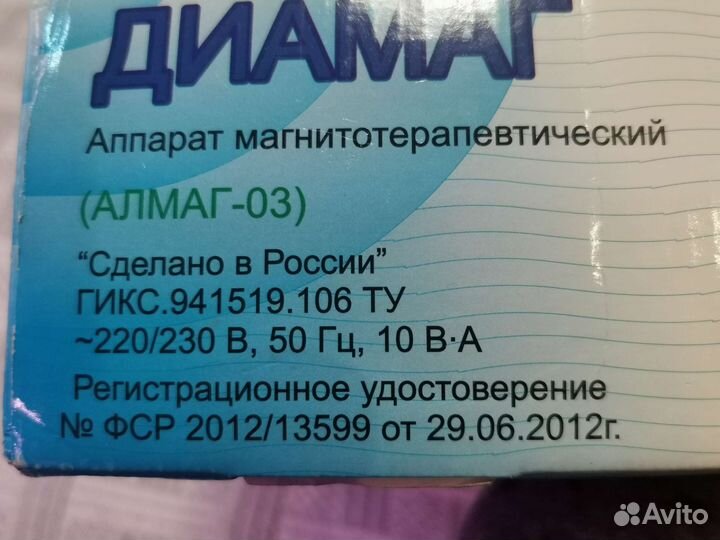 ДИАМАГ
Аппарат магнитотерапевтический
(АЛМАГ-03)
“Сделано в России”
ГИКС.941519.106 ТУ
~220/230 В, 50 Гц, 10 В·А
Регистрационное удостоверение
№ ФСР 2012/13599 от 29.06.2012г.
Avito